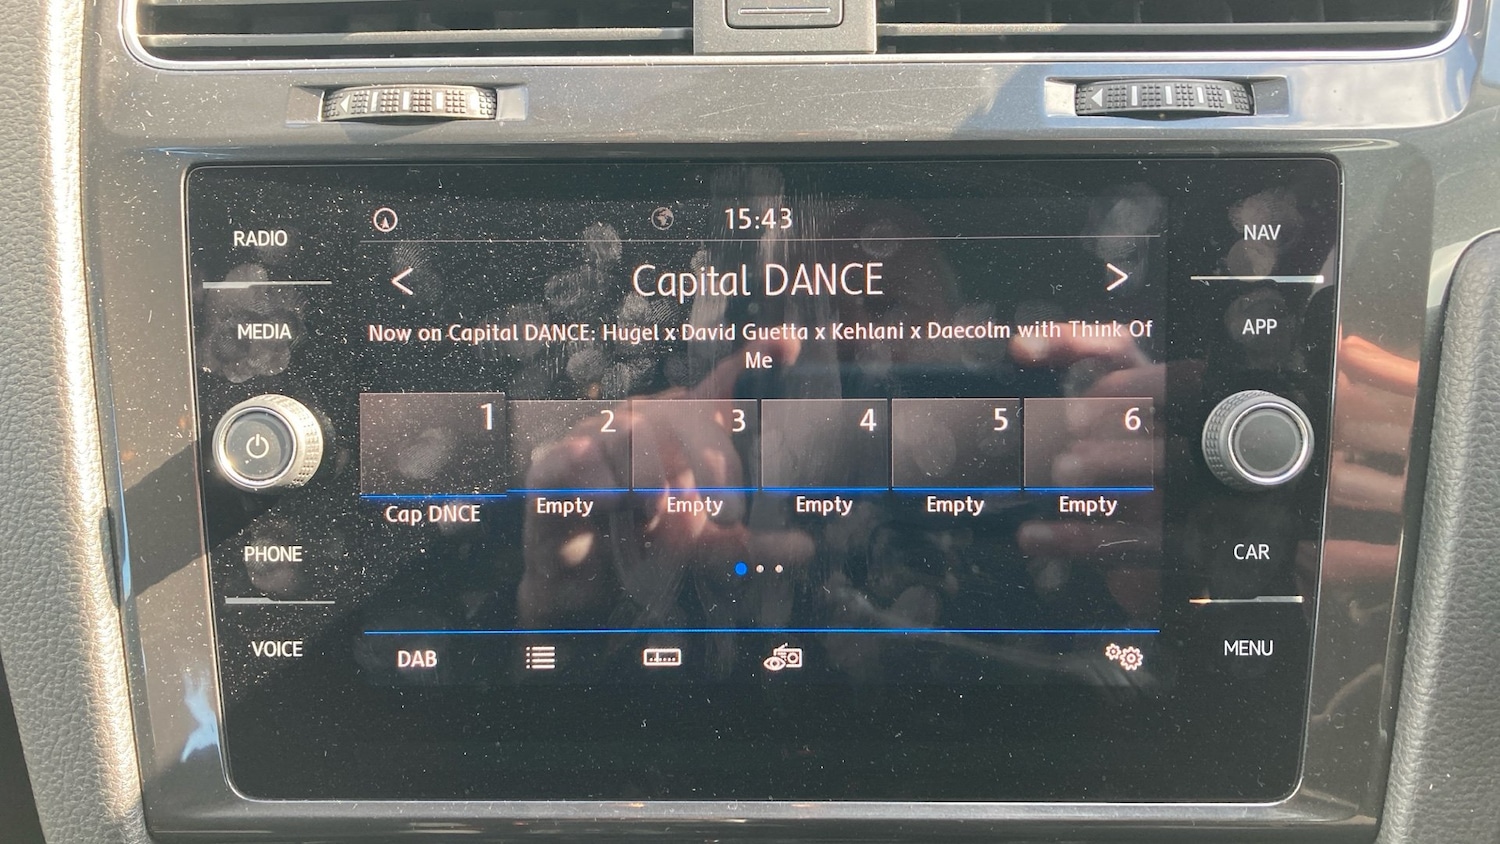 RADIO
MEDIA
PHONE
VOICE
15:43
< Capital DANCE >
Now on Capital DANCE: Hugel x David Guetta x Kehlani x Daecolm with Think Of
Me
1 2 3 4 5 6
Cap DNCE Empty Empty Empty Empty Empty
DAB
NAV
APP
CAR
MENU